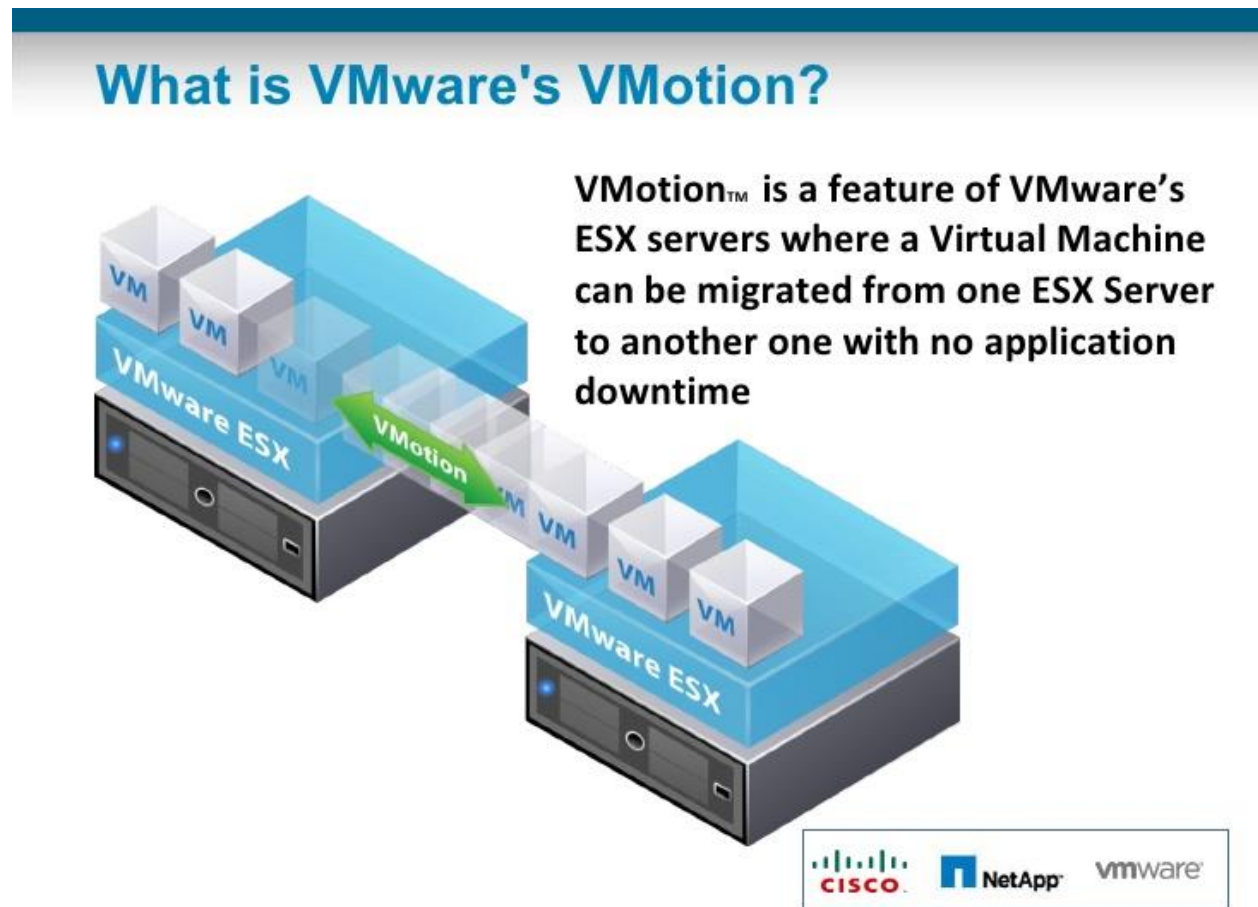 What is VMware's VMotion?
VMotion™ is a feature of VMware's
ESX servers where a Virtual Machine
can be migrated from one ESX Server
to another one with no application
downtime
VM
VM
VM
VMware ESX
VMotion
VM
VM
VM
VM
VMware ESX
CISCO.
NetApp™
vmware®